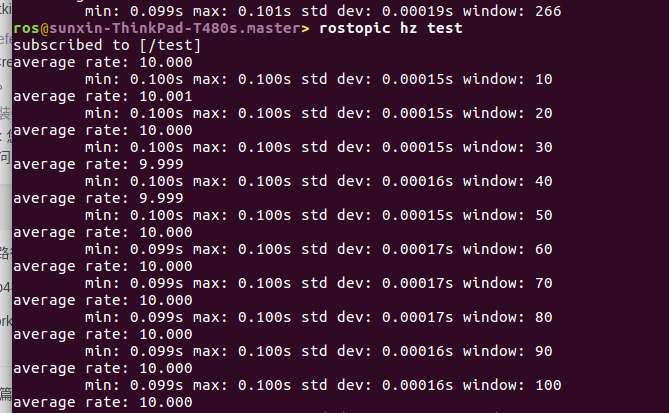 min: 0.099s max: 0.101s std dev: 0.00019s window: 266
ros@sunxin-ThinkPad-T480s.master> rostopic hz test
subscribed to [/test]
average rate: 10.000
        min: 0.100s max: 0.100s std dev: 0.00015s window: 10
average rate: 10.001
        min: 0.100s max: 0.100s std dev: 0.00015s window: 20
average rate: 10.000
        min: 0.100s max: 0.100s std dev: 0.00015s window: 30
average rate: 9.999
        min: 0.100s max: 0.100s std dev: 0.00016s window: 40
average rate: 9.999
        min: 0.100s max: 0.100s std dev: 0.00015s window: 50
average rate: 10.000
        min: 0.099s max: 0.100s std dev: 0.00017s window: 60
average rate: 10.000
        min: 0.099s max: 0.100s std dev: 0.00017s window: 70
average rate: 10.000
        min: 0.099s max: 0.100s std dev: 0.00017s window: 80
average rate: 10.000
        min: 0.099s max: 0.100s std dev: 0.00016s window: 90
average rate: 10.000
        min: 0.099s max: 0.100s std dev: 0.00016s window: 100
average rate: 10.000